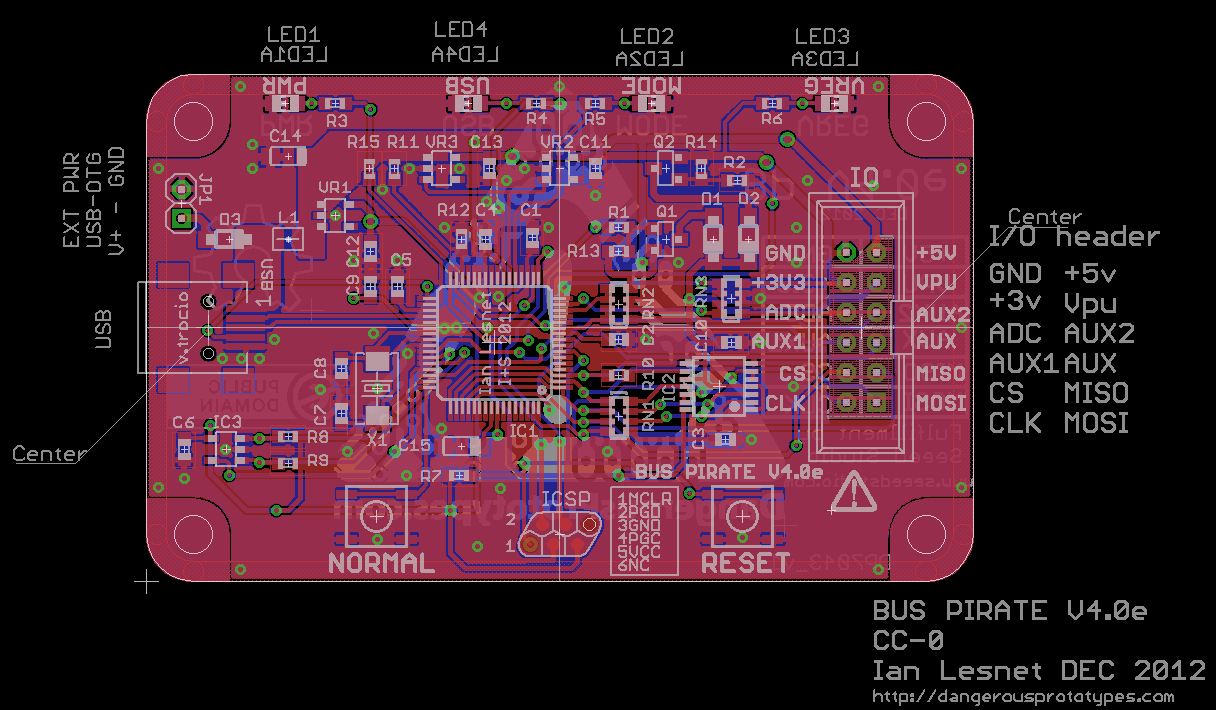 LED1
LED1A
LED4
LED4A
LED2
LED2A
LED3
LED3A
PWR
USB
MODE
VREG
R3
R4
R5
R6
C14
R15
R11
VR3
C13
VR2
C11
Q2
R14
R2
EXT PWR
USB-OTG
V+ - GND
JP1
VR1
IO
D3
L1
R12
C4
C1
R1
Q1
D1
D2
R13
Center
I/O header
GND +5v
+3v Vpu
ADC AUX2
AUX1 AUX
CS MISO
CLK MOSI
GND
+5V
+3V3
VPU
ADC
AUX2
AUX1
AUX
CS
MISO
CLK
MOSI
USB
USB1
v.trocio
C12
C9
C5
Ian Lesnet
RN2
RN3
C2
C10
R10
IC2
RN1
C3
C8
C7
X1
PUBLIC
DOMAIN
C6
IC3
R8
R9
C15
IC1
R7
Center
BUS PIRATE V4.0e
ICSP
2
1
1MCLR
2PGD
3GND
4PGC
5VCC
6NC
NORMAL
RESET
BUS PIRATE V4.0e
CC-0
Ian Lesnet DEC 2012
http://dangerousprototypes.com